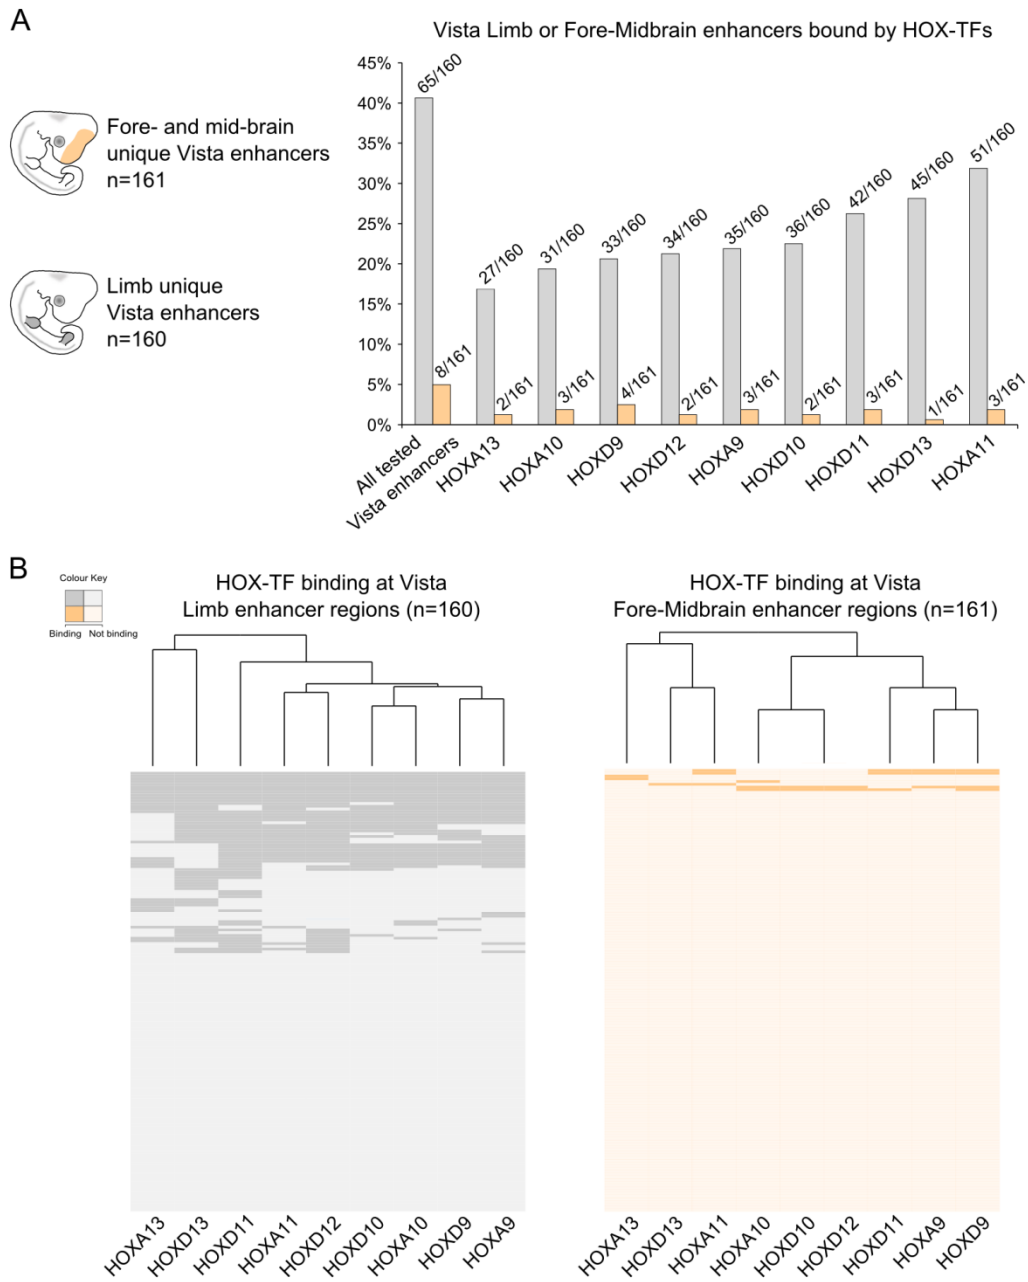 A
Vista Limb or Fore-Midbrain enhancers bound by HOX-TFs
Fore- and mid-brain
unique Vista enhancers
n=161
Limb unique
Vista enhancers
n=160
45%
40%
35%
30%
25%
20%
15%
10%
5%
0%
65/160
8/161
27/160
2/161
31/160
3/161
33/160
4/161
34/160
2/161
35/160
3/161
36/160
2/161
42/160
3/161
45/160
1/161
51/160
3/161
All tested
Vista enhancers
HOXA13
HOXA10
HOXD9
HOXD12
HOXA9
HOXD10
HOXD11
HOXD13
HOXA11
B
Colour Key
Binding Not binding
HOX-TF binding at Vista
Limb enhancer regions (n=160)
HOX-TF binding at Vista
Fore-Midbrain enhancer regions (n=161)
HOXA13
HOXD13
HOXD11
HOXA11
HOXD12
HOXD10
HOXA10
HOXD9
HOXA9
HOXA13
HOXD13
HOXA11
HOXA10
HOXD10
HOXD12
HOXD11
HOXA9
HOXD9